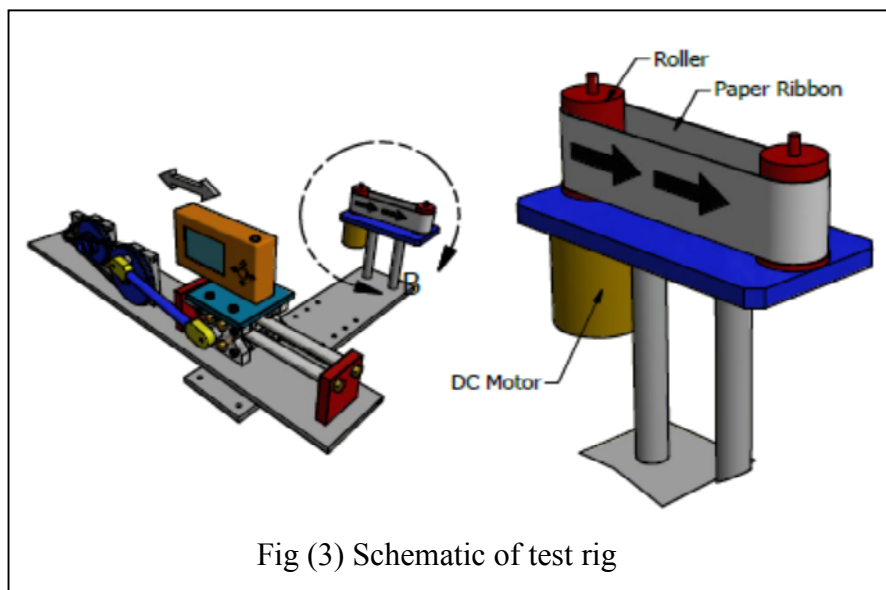 Roller
Paper Ribbon
B
DC Motor
Fig (3) Schematic of test rig